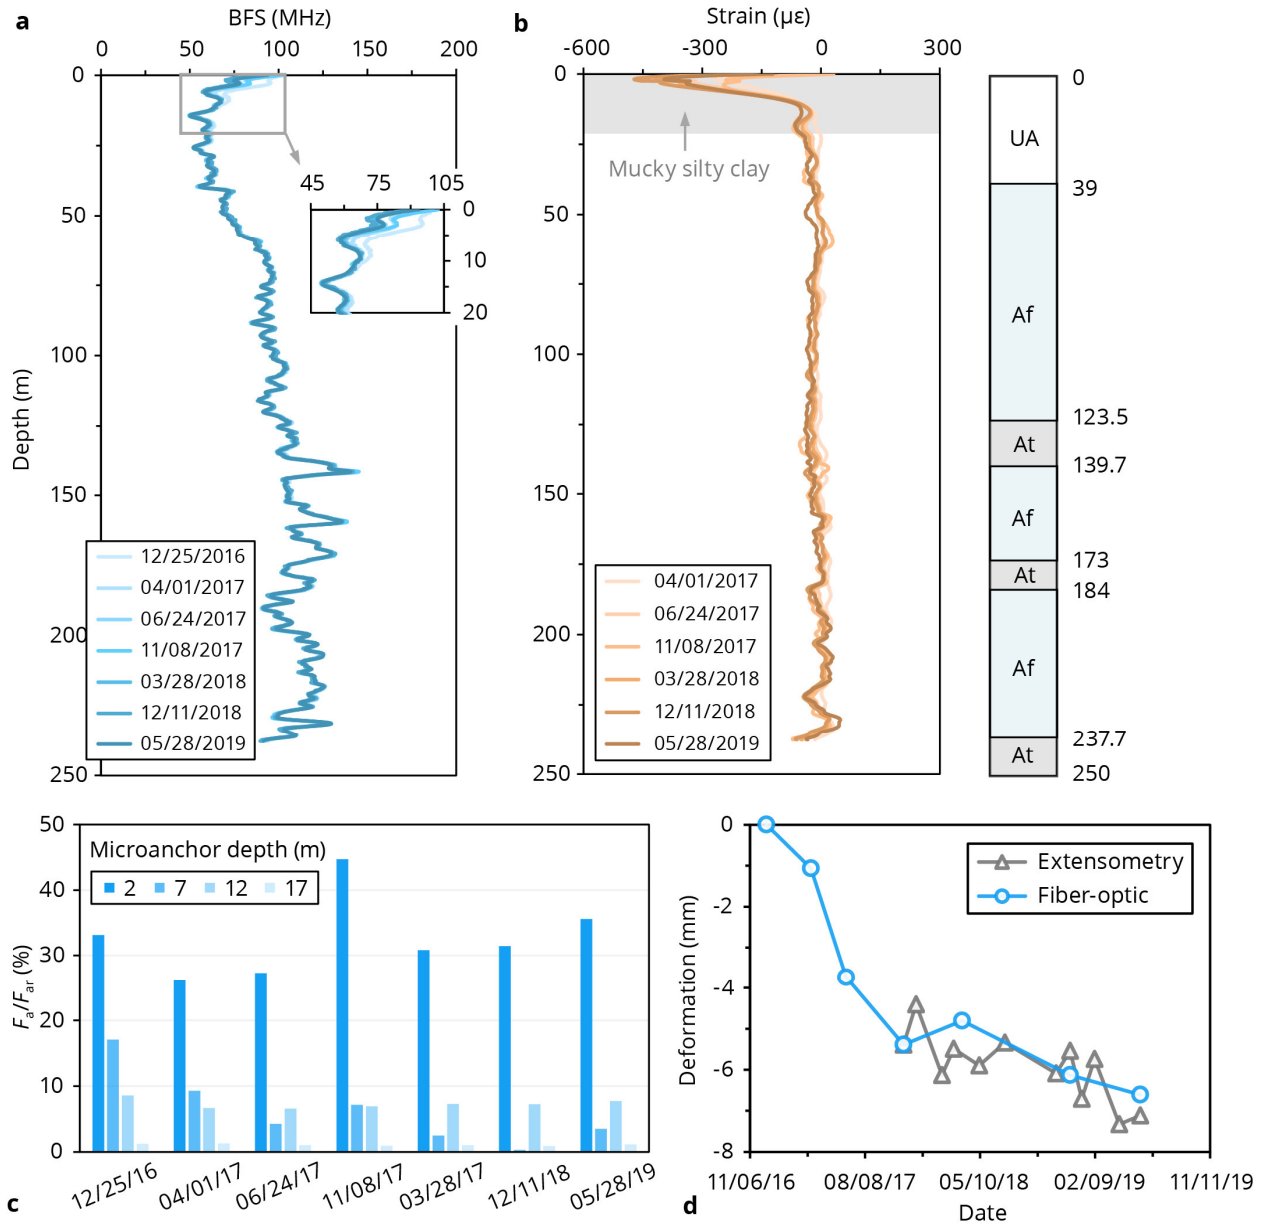 a
BFS (MHz)
0 50 100 150 200
0
50
100
150
200
250
Depth (m)
45 75 105
0
10
20
12/25/2016
04/01/2017
06/24/2017
11/08/2017
03/28/2018
12/11/2018
05/28/2019
b
Strain (µε)
-600 -300 0 300
0
50
100
150
200
250
Mucky silty clay
04/01/2017
06/24/2017
11/08/2017
03/28/2018
12/11/2018
05/28/2019
0
UA
39
Af
123.5
At
139.7
Af
173
At
184
Af
237.7
At
250
50
40
30
20
10
0
Fa/Far (%)
Microanchor depth (m)
2 7 12 17
12/25/16 04/01/17 06/24/17 11/08/17 03/28/17 12/11/18 05/28/19
c
0
-2
-4
-6
-8
Deformation (mm)
Extensometry
Fiber-optic
11/06/16 08/08/17 05/10/18 02/09/19 11/11/19
Date
d